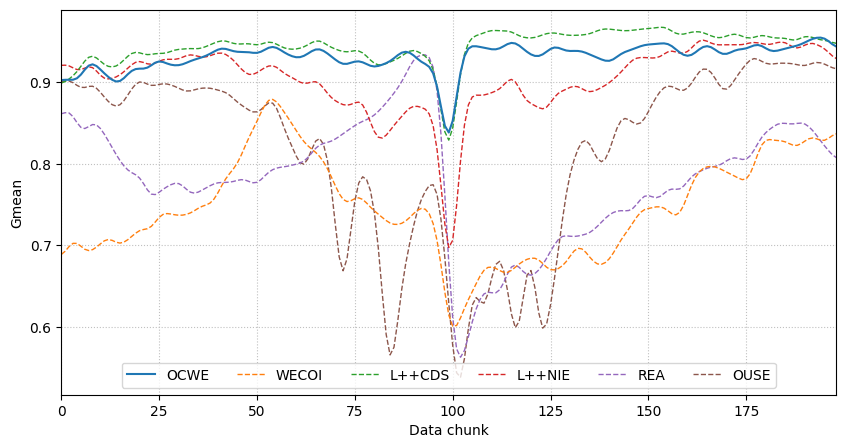 Gmean
0.9
0.8
0.7
0.6
OCWE WECOI L++CDS L++NIE REA OUSE
0 25 50 75 100 125 150 175
Data chunk